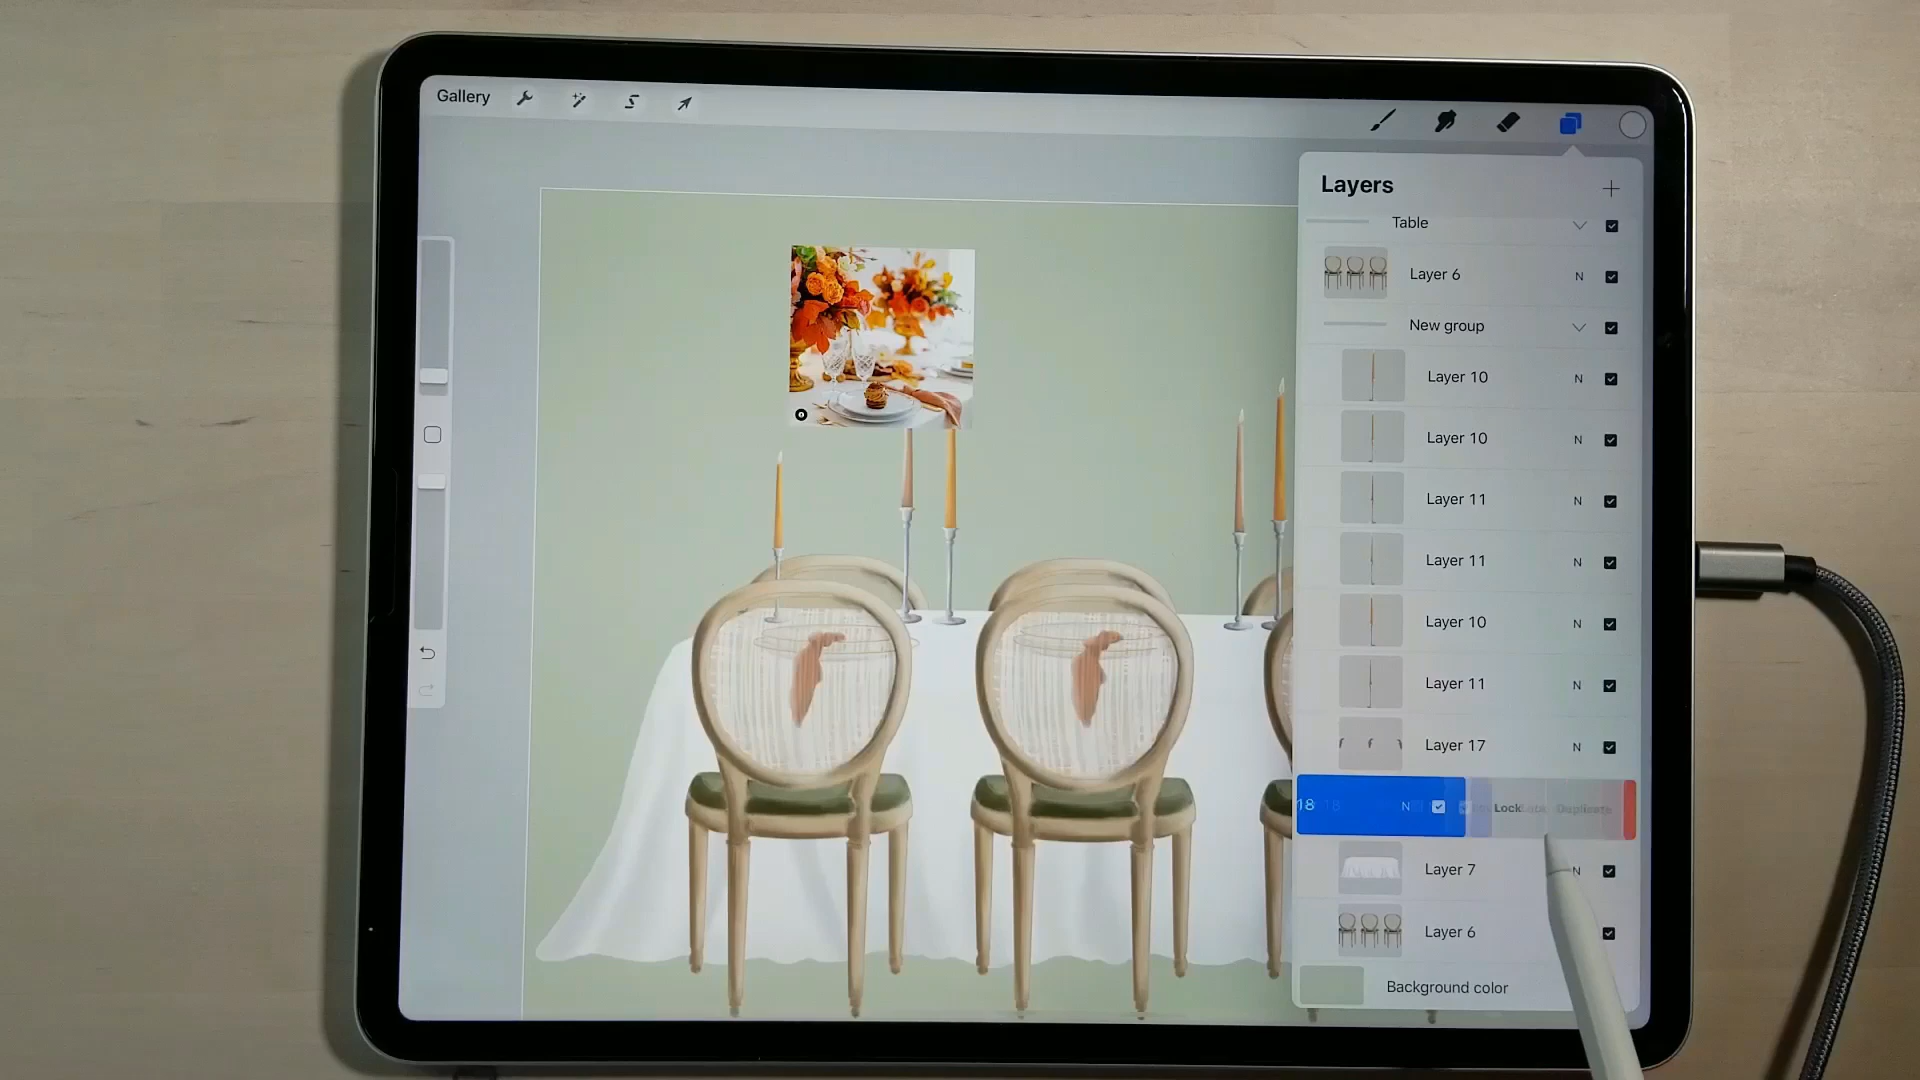 Gallery
Layers
Table
Layer 6 N
New group
Layer 10 N
Layer 10 N
Layer 11 N
Layer 11 N
Layer 10 N
Layer 11 N
Layer 17 N
18 N Lock Duplicate
Layer 7 N
Layer 6
Background color